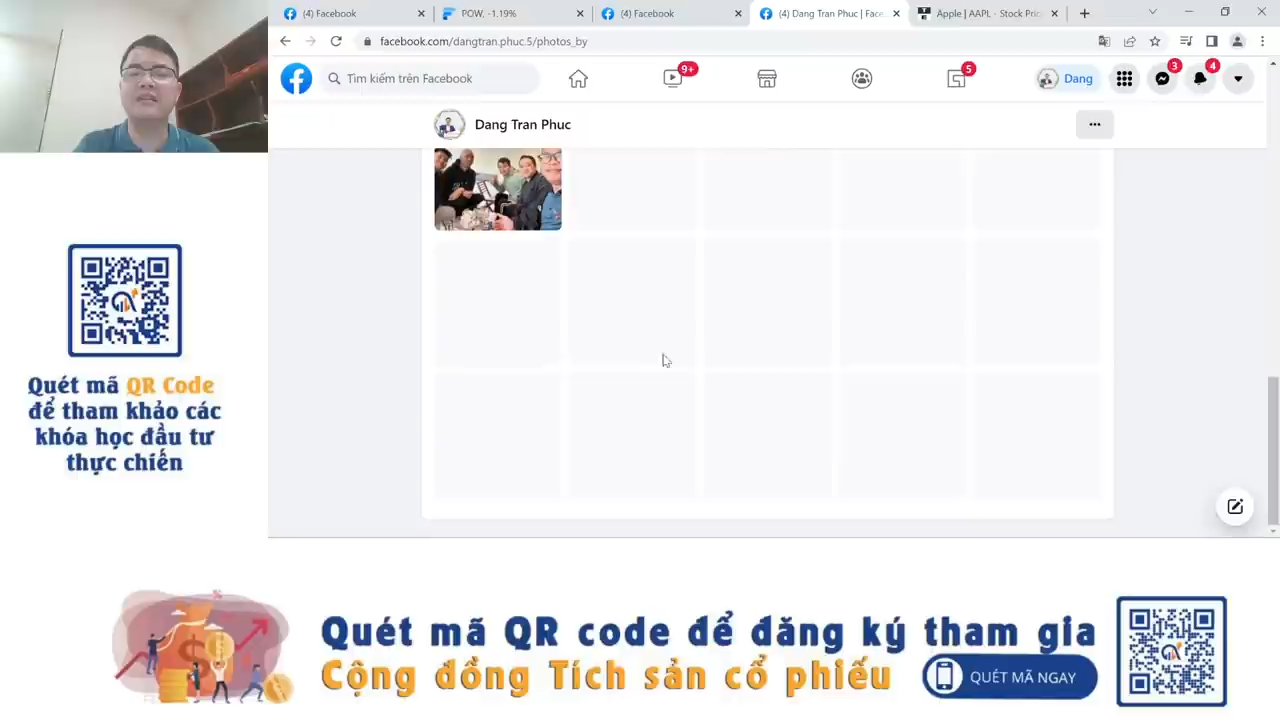 (4) Facebook
POW, -1.19%
(4) Facebook
(4) Dang Tran Phuc | Face
Apple | AAPL - Stock Pric
facebook.com/dangtran.phuc.5/photos_by
Tìm kiếm trên Facebook
9+
5
Dang
3
4
Dang Tran Phuc
Quét mã QR Code
để tham khảo các
khóa học đầu tư
thực chiến
Quét mã QR code để đăng ký tham gia
Cộng đồng Tích sản cổ phiếu
QUÉT MÃ NGAY